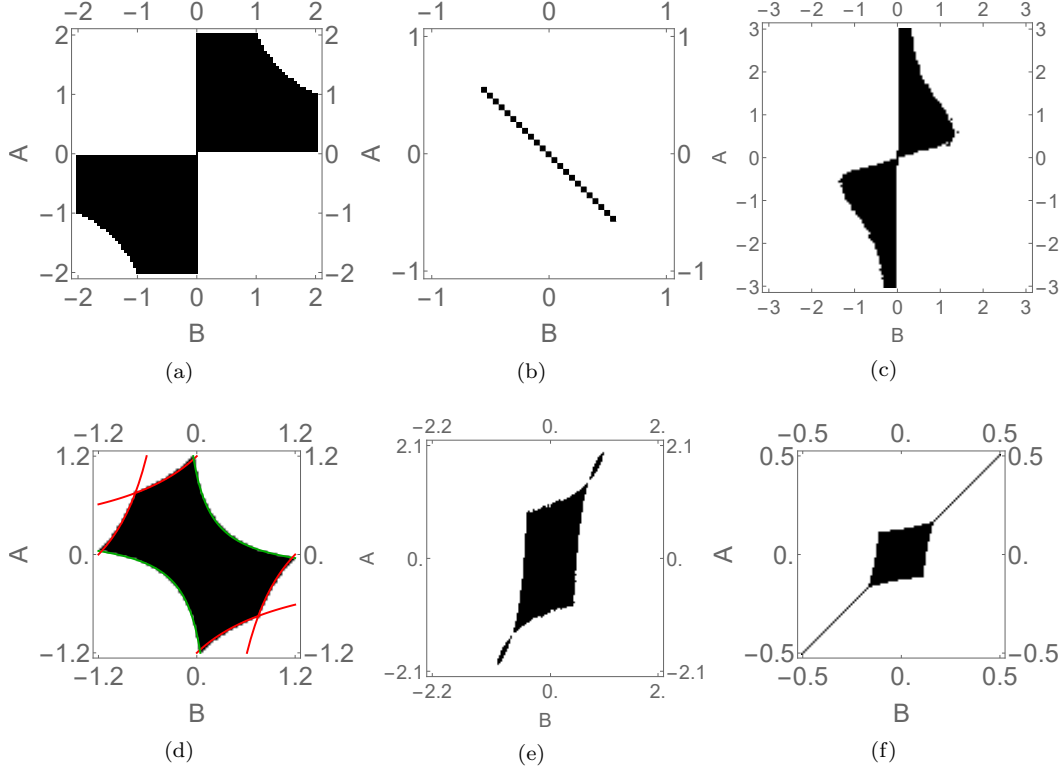 −2 −1 0 1 2
−2 −1 0 1 2
2 1 0 −1 −2
2 1 0 −1 −2
A
B
(a)
−1 0 1
−1 0 1
1 0 −1
1 0 −1
A
B
(b)
−3 −2 −1 0 1 2 3
−3 −2 −1 0 1 2 3
3 2 1 0 −1 −2 −3
3 2 1 0 −1 −2 −3
A
B
(c)
−1.2 0. 1.2
−1.2 0. 1.2
1.2 0. −1.2
1.2 0. −1.2
A
B
(d)
−2.2 0. 2.
−2.2 0. 2.
2.1 0. −2.1
2.1 0. −2.1
A
B
(e)
−0.5 0. 0.5
−0.5 0. 0.5
0.5 0. −0.5
0.5 0. −0.5
A
B
(f)